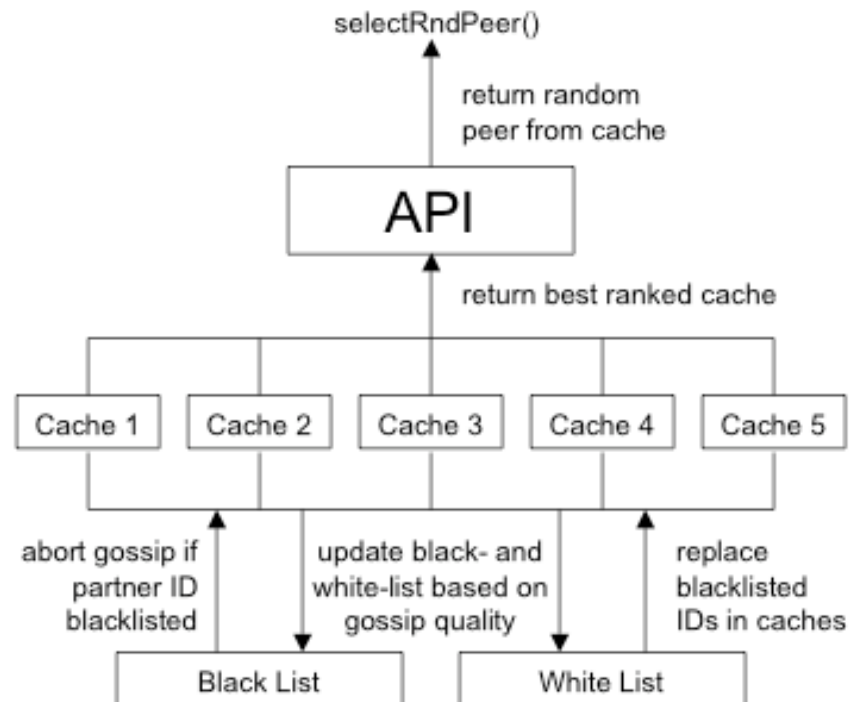 selectRndPeer()
return random
peer from cache
API
return best ranked cache
Cache 1
Cache 2
Cache 3
Cache 4
Cache 5
abort gossip if
partner ID
blacklisted
update black- and
white-list based on
gossip quality
replace
blacklisted
IDs in caches
Black List
White List